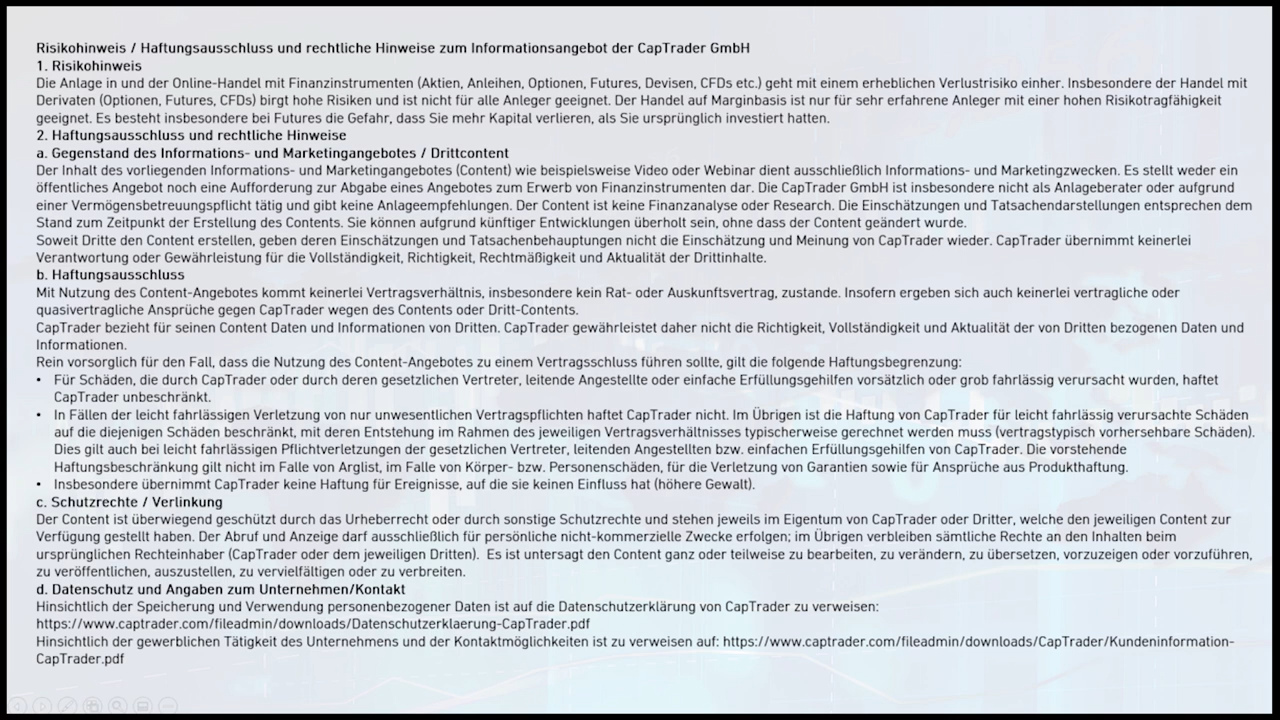 Risikohinweis / Haftungsausschluss und rechtliche Hinweise zum Informationsangebot der CapTrader GmbH
1. Risikohinweis
Die Anlage in und der Online-Handel mit Finanzinstrumenten (Aktien, Anleihen, Optionen, Futures, Devisen, CFDs etc.) geht mit einem erheblichen Verlustrisiko einher. Insbesondere der Handel mit
Derivaten (Optionen, Futures, CFDs) birgt hohe Risiken und ist nicht für alle Anleger geeignet. Der Handel auf Marginbasis ist nur für sehr erfahrene Anleger mit einer hohen Risikotragfähigkeit
geeignet. Es besteht insbesondere bei Futures die Gefahr, dass Sie mehr Kapital verlieren, als Sie ursprünglich investiert hatten.
2. Haftungsausschluss und rechtliche Hinweise
a. Gegenstand des Informations- und Marketingangebotes / Drittcontent
Der Inhalt des vorliegenden Informations- und Marketingangebotes (Content) wie beispielsweise Video oder Webinar dient ausschließlich Informations- und Marketingzwecken. Es stellt weder ein
öffentliches Angebot noch eine Aufforderung zur Abgabe eines Angebotes zum Erwerb von Finanzinstrumenten dar. Die CapTrader GmbH ist insbesondere nicht als Anlageberater oder aufgrund
einer Vermögensbetreuungspflicht tätig und gibt keine Anlageempfehlungen. Der Content ist keine Finanzanalyse oder Research. Die Einschätzungen und Tatsachendarstellungen entsprechen dem
Stand zum Zeitpunkt der Erstellung des Contents. Sie können aufgrund künftiger Entwicklungen überholt sein, ohne dass der Content geändert wurde.
Soweit Dritte den Content erstellen, geben deren Einschätzungen und Tatsachenbehauptungen nicht die Einschätzung und Meinung von CapTrader wieder. CapTrader übernimmt keinerlei
Verantwortung oder Gewährleistung für die Vollständigkeit, Richtigkeit, Rechtmäßigkeit und Aktualität der Drittinhalte.
b. Haftungsausschluss
Mit Nutzung des Content-Angebotes kommt keinerlei Vertragsverhältnis, insbesondere kein Rat- oder Auskunftsvertrag, zustande. Insofern ergeben sich auch keinerlei vertragliche oder
quasivertragliche Ansprüche gegen CapTrader wegen des Contents oder Dritt-Contents.
CapTrader bezieht für seinen Content Daten und Informationen von Dritten. CapTrader gewährleistet daher nicht die Richtigkeit, Vollständigkeit und Aktualität der von Dritten bezogenen Daten und
Informationen.
Rein vorsorglich für den Fall, dass die Nutzung des Content-Angebotes zu einem Vertragsschluss führen sollte, gilt die folgende Haftungsbegrenzung:
• Für Schäden, die durch CapTrader oder durch deren gesetzlichen Vertreter, leitende Angestellte oder einfache Erfüllungsgehilfen vorsätzlich oder grob fahrlässig verursacht wurden, haftet
CapTrader unbeschränkt.
• In Fällen der leicht fahrlässigen Verletzung von nur unwesentlichen Vertragspflichten haftet CapTrader nicht. Im Übrigen ist die Haftung von CapTrader für leicht fahrlässig verursachte Schäden
auf die diejenigen Schäden beschränkt, mit deren Entstehung im Rahmen des jeweiligen Vertragsverhältnisses typischerweise gerechnet werden muss (vertragstypisch vorhersehbare Schäden).
Dies gilt auch bei leicht fahrlässigen Pflichtverletzungen der gesetzlichen Vertreter, leitenden Angestellten bzw. einfachen Erfüllungsgehilfen von CapTrader. Die vorstehende
Haftungsbeschränkung gilt nicht im Falle von Arglist, im Falle von Körper- bzw. Personenschäden, für die Verletzung von Garantien sowie für Ansprüche aus Produkthaftung.
• Insbesondere übernimmt CapTrader keine Haftung für Ereignisse, auf die sie keinen Einfluss hat (höhere Gewalt).
c. Schutzrechte / Verlinkung
Der Content ist überwiegend geschützt durch das Urheberrecht oder durch sonstige Schutzrechte und stehen jeweils im Eigentum von CapTrader oder Dritter, welche den jeweiligen Content zur
Verfügung gestellt haben. Der Abruf und Anzeige darf ausschließlich für persönliche nicht-kommerzielle Zwecke erfolgen; im Übrigen verbleiben sämtliche Rechte an den Inhalten beim
ursprünglichen Rechteinhaber (CapTrader oder dem jeweiligen Dritten). Es ist untersagt den Content ganz oder teilweise zu bearbeiten, zu verändern, zu übersetzen, vorzuzeigen oder vorzuführen,
zu veröffentlichen, auszustellen, zu vervielfältigen oder zu verbreiten.
d. Datenschutz und Angaben zum Unternehmen/Kontakt
Hinsichtlich der Speicherung und Verwendung personenbezogener Daten ist auf die Datenschutzerklärung von CapTrader zu verweisen:
https://www.captrader.com/fileadmin/downloads/Datenschutzerklaerung-CapTrader.pdf
Hinsichtlich der gewerblichen Tätigkeit des Unternehmens und der Kontaktmöglichkeiten ist zu verweisen auf: https://www.captrader.com/fileadmin/downloads/CapTrader/Kundeninformation-
CapTrader.pdf